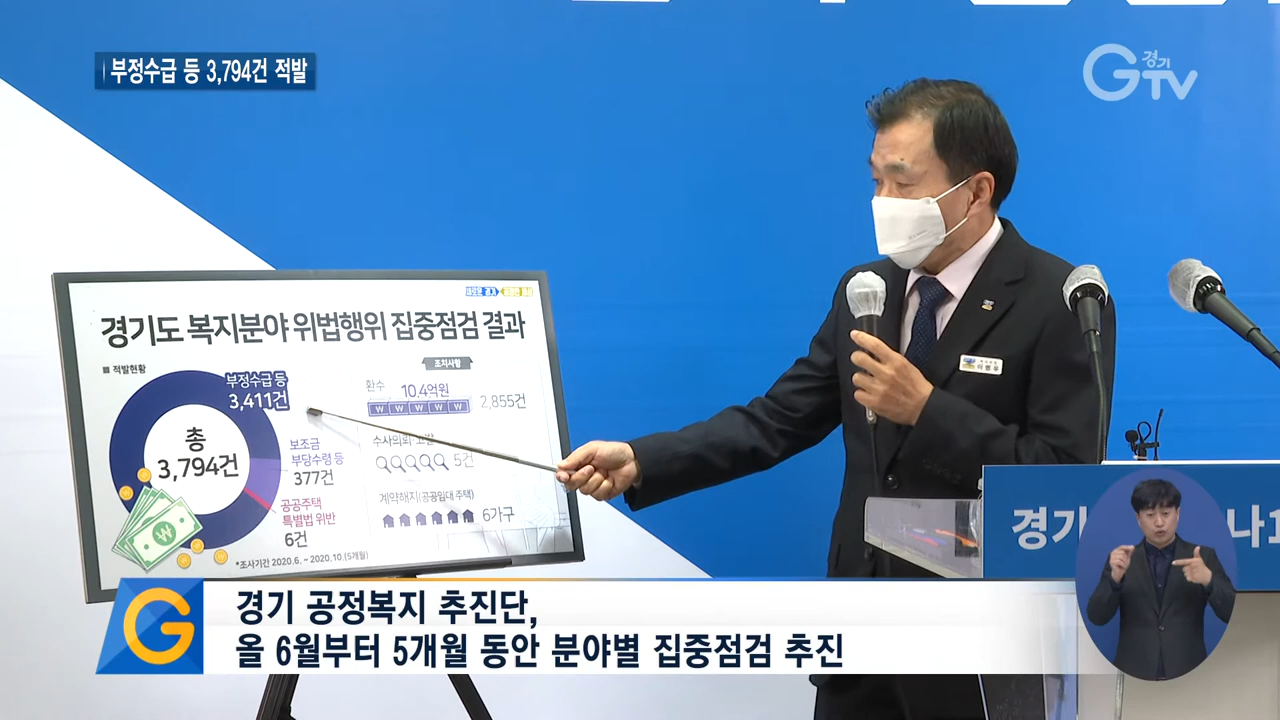 부정수급 등 3,794건 적발
경기
GTV
경기도 복지분야 위법행위 집중점검 결과
■ 적발현황
조치사항
부정수급 등
3,411건
총
3,794건
보조금
부당수령 등
377건
공공주택
특별법 위반
6건
환수 10.4억원
2,855건
수사의뢰·고발
5건
계약해지(공공임대 주택)
6가구
*조사기간 2020.6. ~ 2020.10.(5개월)
경기
G
경기 공정복지 추진단,
올 6월부터 5개월 동안 분야별 집중점검 추진